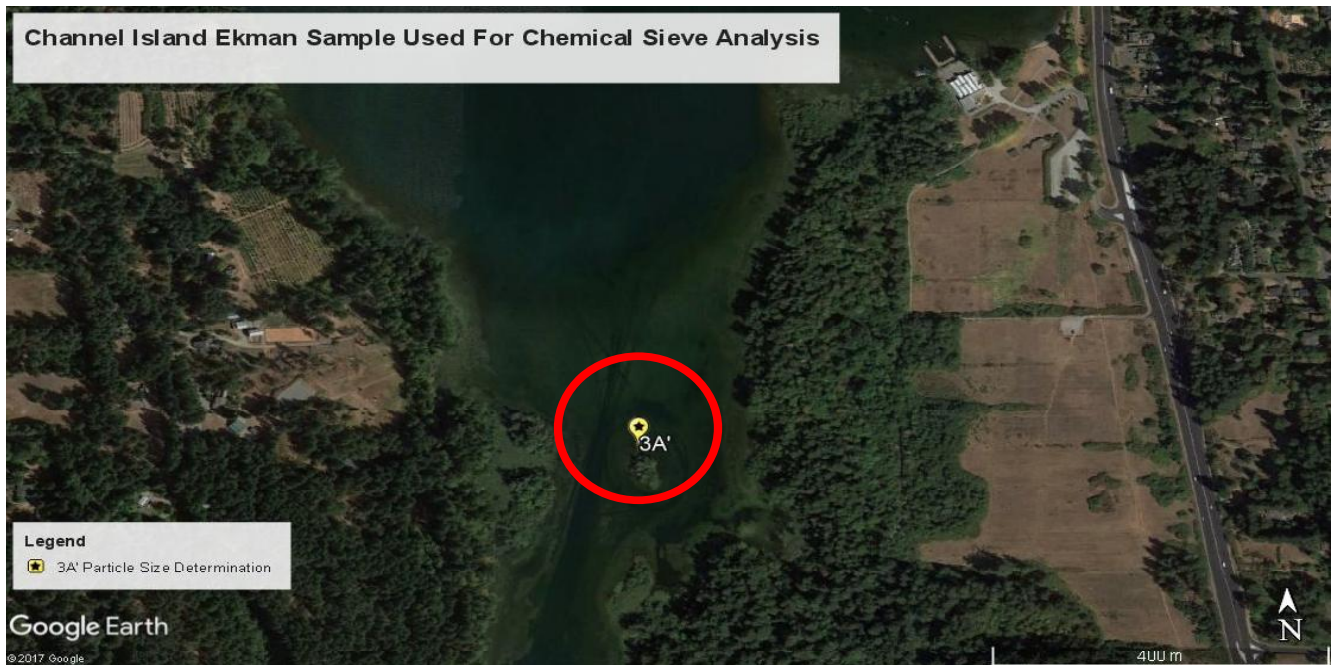 Channel Island Ekman Sample Used For Chemical Sieve Analysis
3A'
Legend
3A' Particle Size Determination
Google Earth
©2017 Google
400 m
N